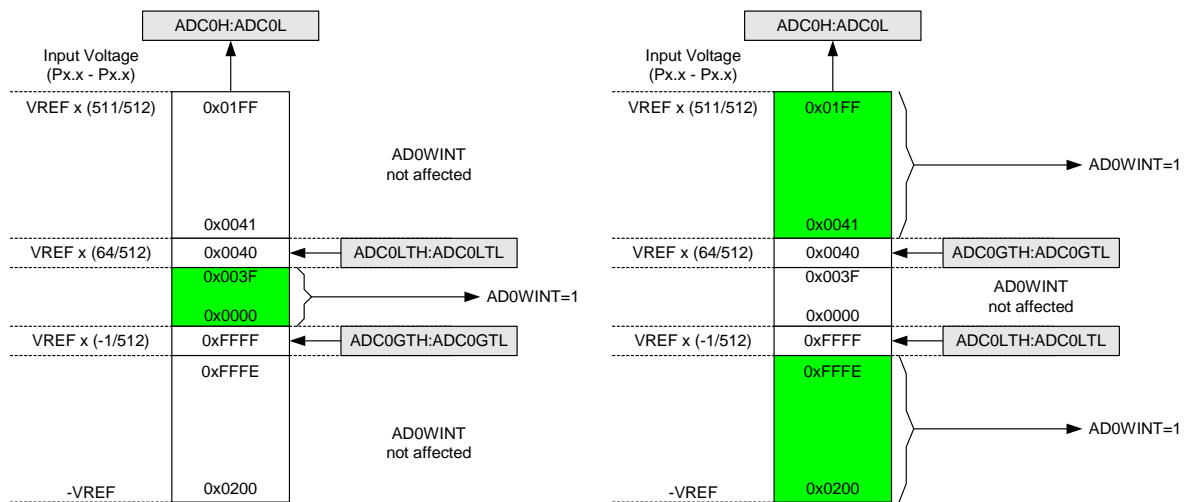 ADC0H:ADC0L
Input Voltage
(Px.x - Px.x)
VREF x (511/512)
0x01FF
AD0WINT
not affected
0x0041
VREF x (64/512)
0x0040
ADC0LTH:ADC0LTL
0x003F
AD0WINT=1
0x0000
VREF x (-1/512)
0xFFFF
ADC0GTH:ADC0GTL
0xFFFE
AD0WINT
not affected
-VREF
0x0200
ADC0H:ADC0L
Input Voltage
(Px.x - Px.x)
VREF x (511/512)
0x01FF
AD0WINT=1
0x0041
VREF x (64/512)
0x0040
ADC0GTH:ADC0GTL
0x003F
AD0WINT
not affected
0x0000
VREF x (-1/512)
0xFFFF
ADC0LTH:ADC0LTL
0xFFFE
AD0WINT=1
-VREF
0x0200